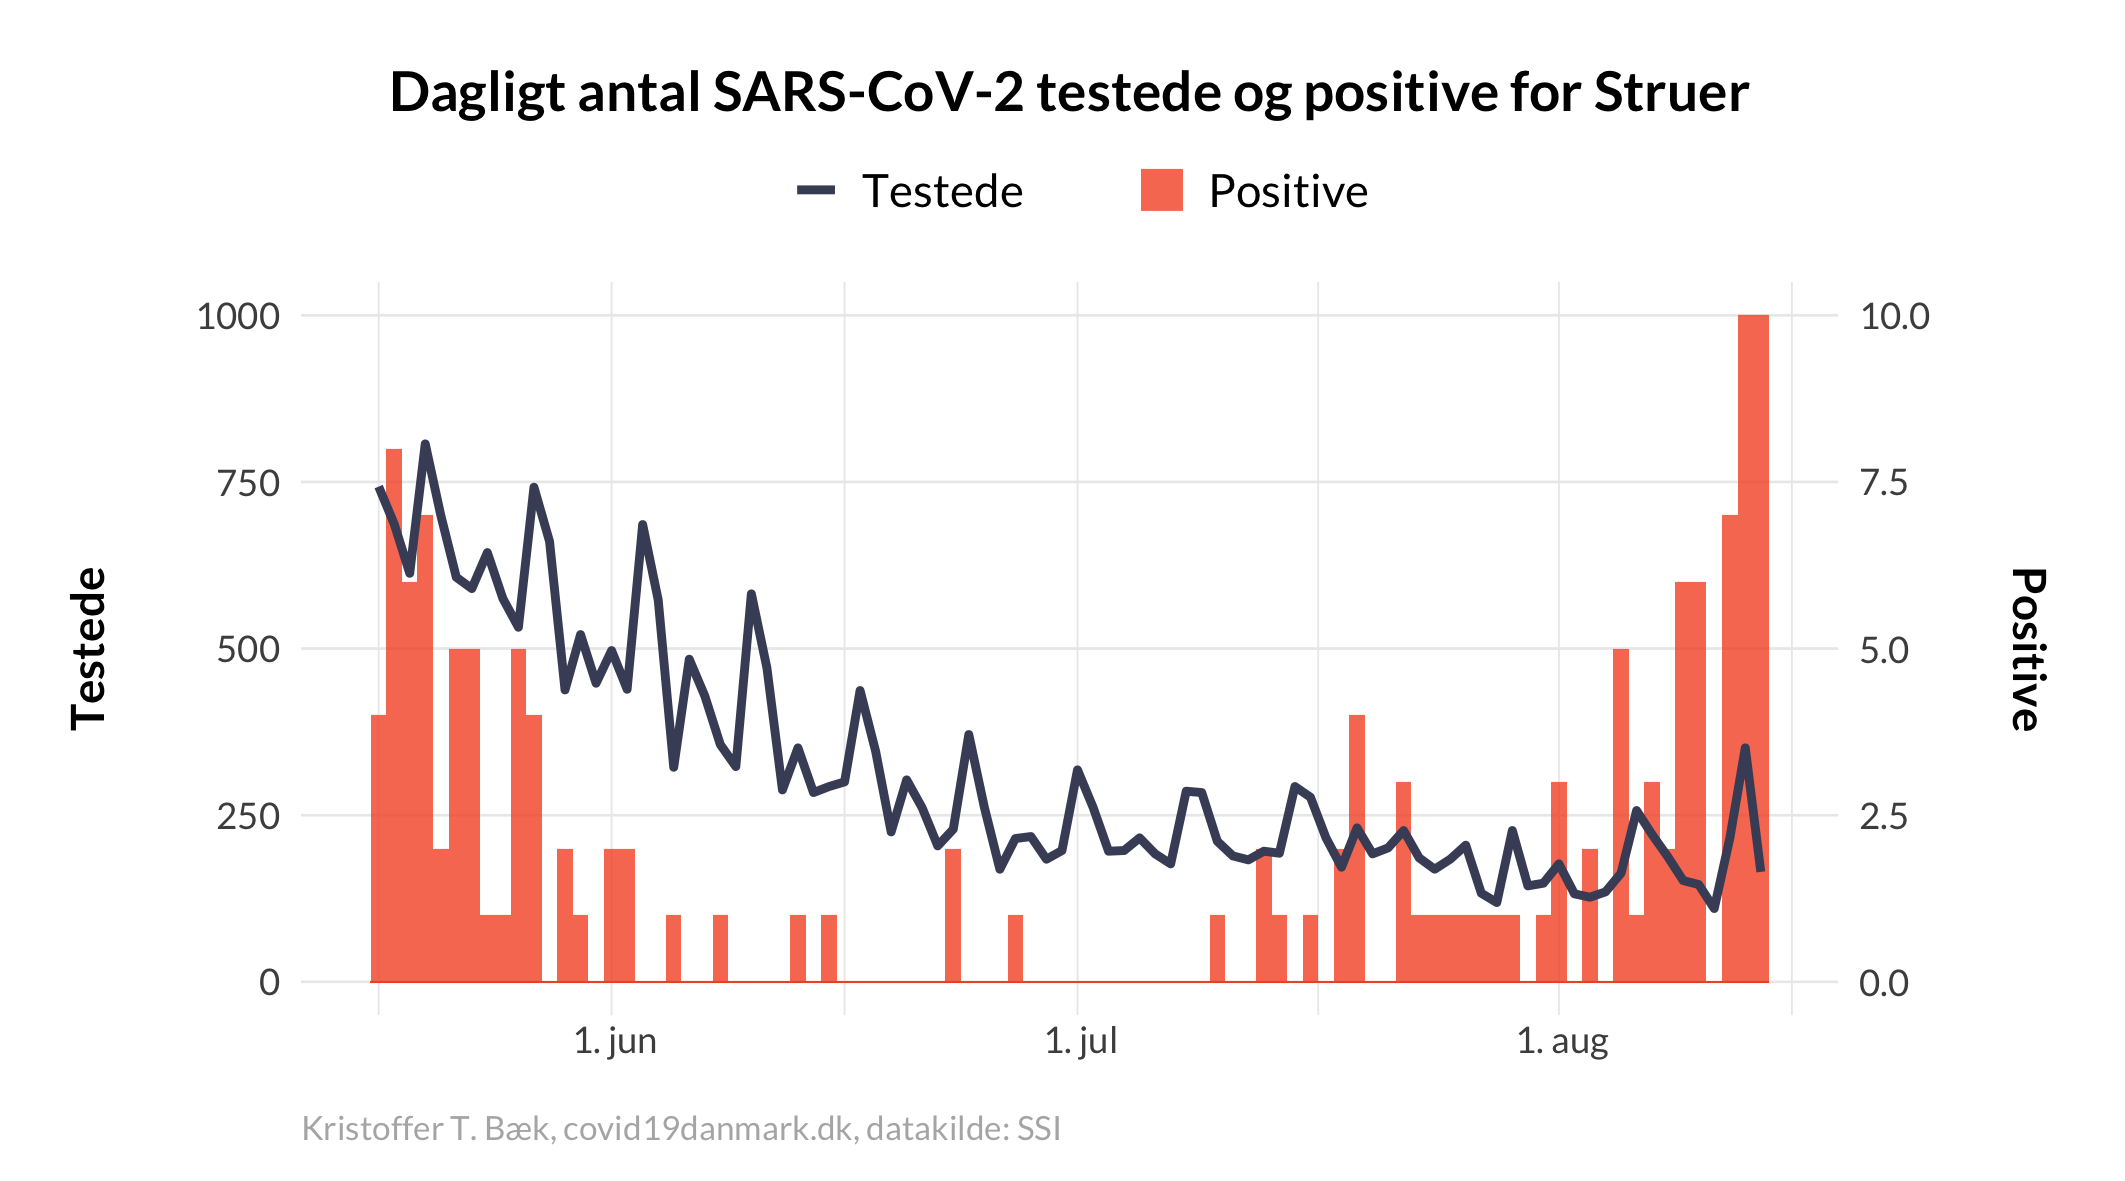 Dagligt antal SARS-CoV-2 testede og positive for Struer
Testede
Positive
1000
750
500
250
0
10.0
7.5
5.0
2.5
0.0
Testede
Positive
1. jun
1. jul
1. aug
Kristoffer T. Bæk, covid19danmark.dk, datakilde: SSI